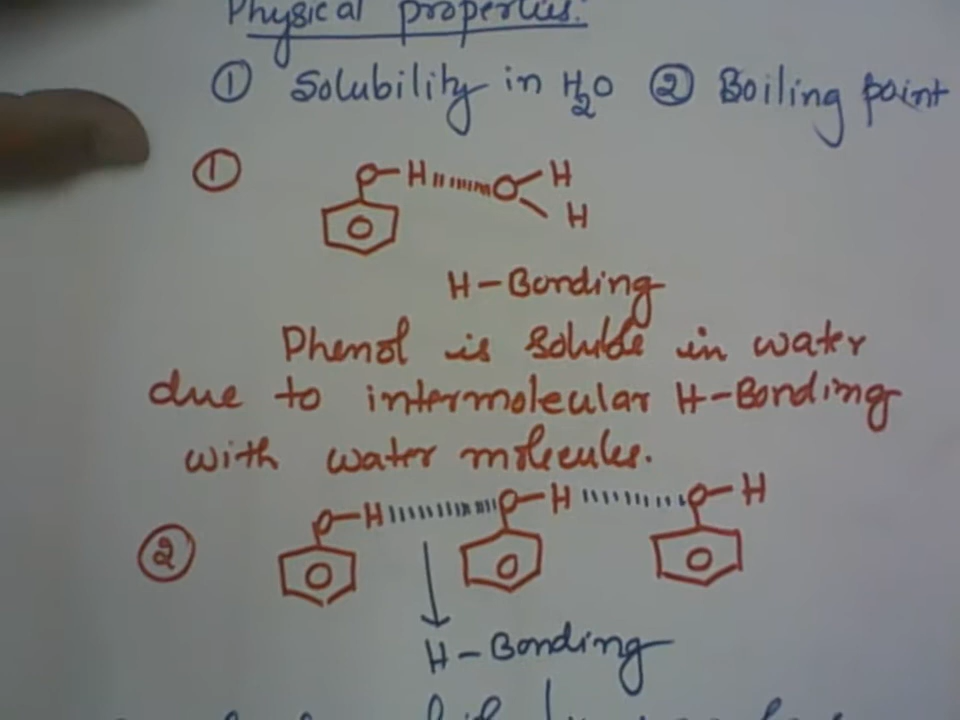 Physical properties:
① Solubility in H₂O ② Boiling point
①
O-H O H
H
H-Bonding
Phenol is soluble in water
due to intermolecular H-Bonding
with water molecules.
② O-H O-H O-H
H-Bonding